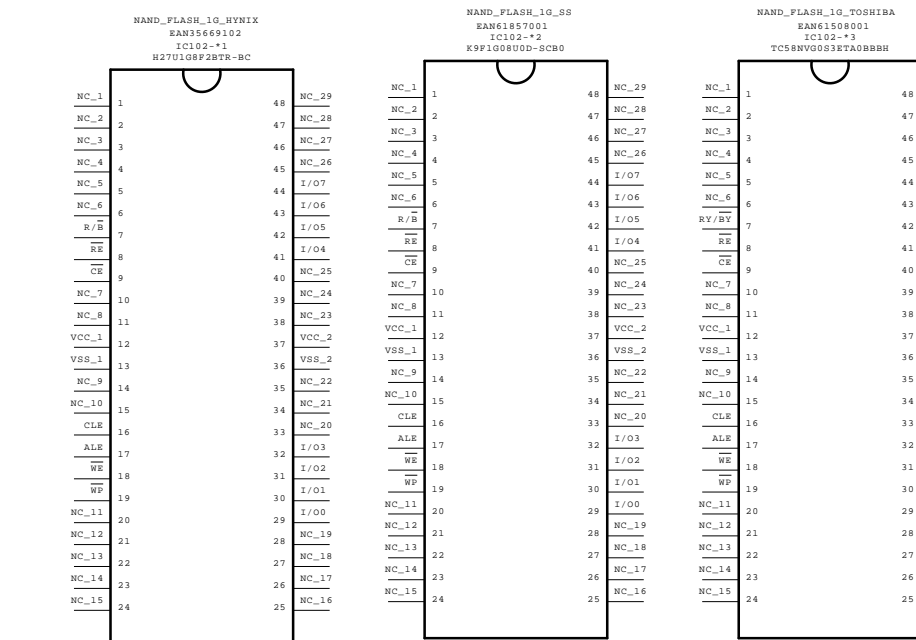 NAND_FLASH_1G_HYNIX
EAN35669102
IC102-*1
H27U1G8F2BTR-BC
NC_1 1 48 NC_29
NC_2 2 47 NC_28
NC_3 3 46 NC_27
NC_4 4 45 NC_26
NC_5 5 44 I/O7
NC_6 6 43 I/O6
R/B 7 42 I/O5
RE 8 41 I/O4
CE 9 40 NC_25
NC_7 10 39 NC_24
NC_8 11 38 NC_23
VCC_1 12 37 VCC_2
VSS_1 13 36 VSS_2
NC_9 14 35 NC_22
NC_10 15 34 NC_21
CLE 16 33 NC_20
ALE 17 32 I/O3
WE 18 31 I/O2
WP 19 30 I/O1
NC_11 20 29 I/O0
NC_12 21 28 NC_19
NC_13 22 27 NC_18
NC_14 23 26 NC_17
NC_15 24 25 NC_16
NAND_FLASH_1G_SS
EAN61857001
IC102-*2
K9F1G08U0D-SCB0
NC_1 1 48 NC_29
NC_2 2 47 NC_28
NC_3 3 46 NC_27
NC_4 4 45 NC_26
NC_5 5 44 I/O7
NC_6 6 43 I/O6
R/B 7 42 I/O5
RE 8 41 I/O4
CE 9 40 NC_25
NC_7 10 39 NC_24
NC_8 11 38 NC_23
VCC_1 12 37 VCC_2
VSS_1 13 36 VSS_2
NC_9 14 35 NC_22
NC_10 15 34 NC_21
CLE 16 33 NC_20
ALE 17 32 I/O3
WE 18 31 I/O2
WP 19 30 I/O1
NC_11 20 29 I/O0
NC_12 21 28 NC_19
NC_13 22 27 NC_18
NC_14 23 26 NC_17
NC_15 24 25 NC_16
NAND_FLASH_1G_TOSHIBA
EAN61508001
IC102-*3
TC58NVG0S3ETA0BBBH
NC_1 1 48
NC_2 2 47
NC_3 3 46
NC_4 4 45
NC_5 5 44
NC_6 6 43
RY/BY 7 42
RE 8 41
CE 9 40
NC_7 10 39
NC_8 11 38
VCC_1 12 37
VSS_1 13 36
NC_9 14 35
NC_10 15 34
CLE 16 33
ALE 17 32
WE 18 31
WP 19 30
NC_11 20 29
NC_12 21 28
NC_13 22 27
NC_14 23 26
NC_15 24 25